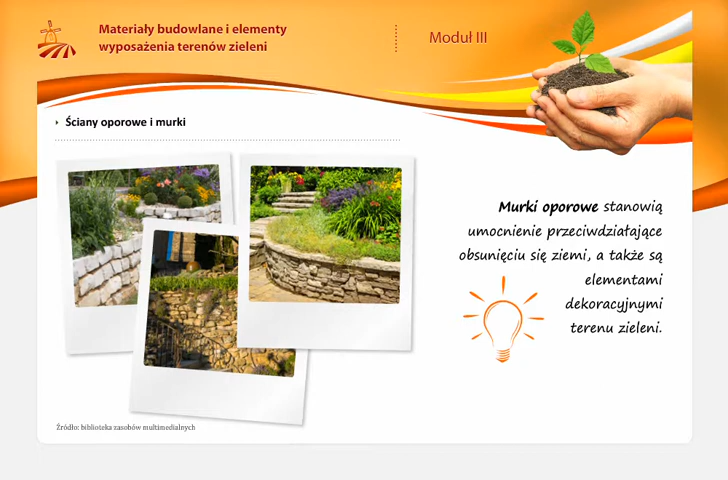 Materiały budowlane i elementy
wyposażenia terenów zieleni
Moduł III
Ściany oporowe i murki
Murki oporowe stanowią
umocnienie przeciwdziałające
obsunięciu się ziemi, a także są
elementami
dekoracyjnymi
terenu zieleni.
Źródło: biblioteka zasobów multimedialnych